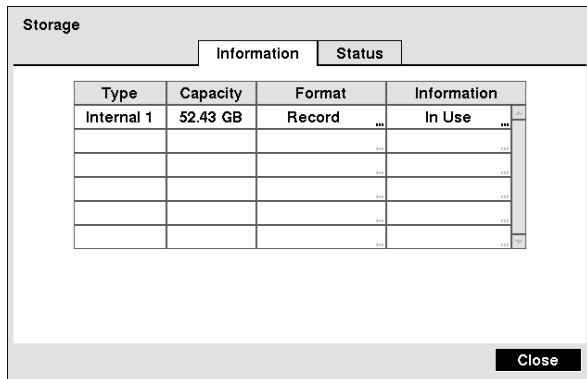 Storage
Information Status
Type Capacity Format Information
Internal 1 52.43 GB Record ... In Use ...
... ...
... ...
... ...
... ...
... ...
Close